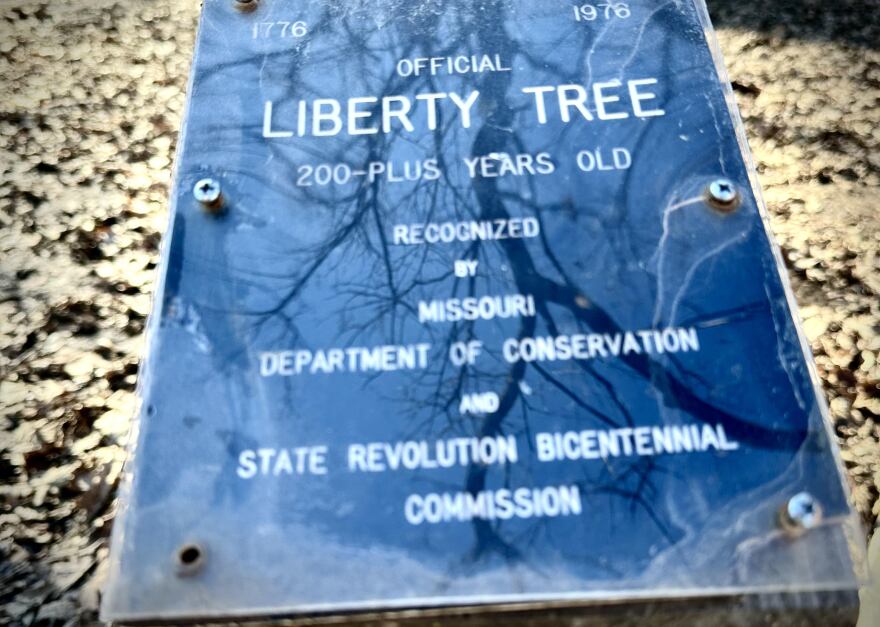 1776 1976
OFFICIAL
LIBERTY TREE
200-PLUS YEARS OLD
RECOGNIZED
BY
MISSOURI
DEPARTMENT OF CONSERVATION
AND
STATE REVOLUTION BICENTENNIAL
COMMISSION